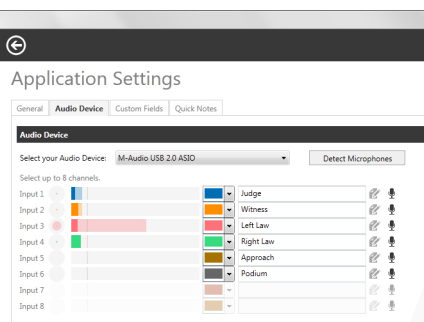 Application Settings
General Audio Device Custom Fields Quick Notes
Audio Device
Select your Audio Device: M-Audio USB 2.0 ASIO Detect Microphones
Select up to 8 channels.
Input 1 Judge
Input 2 Witness
Input 3 Left Law
Input 4 Right Law
Input 5 Approach
Input 6 Podium
Input 7
Input 8